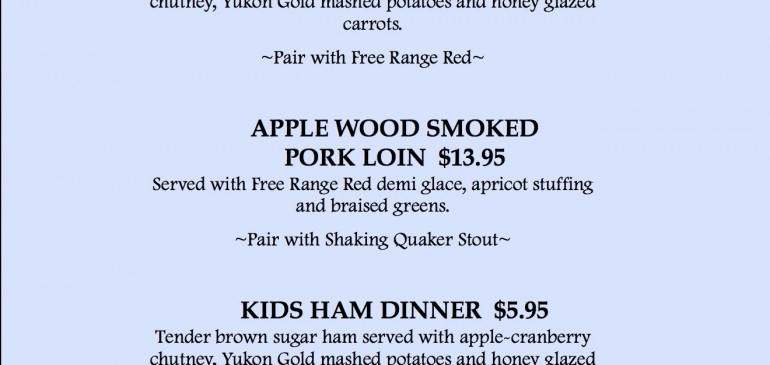 chutney, Yukon Gold mashed potatoes and honey glazed
carrots.
~Pair with Free Range Red~
APPLE WOOD SMOKED
PORK LOIN $13.95
Served with Free Range Red demi glace, apricot stuffing
and braised greens.
~Pair with Shaking Quaker Stout~
KIDS HAM DINNER $5.95
Tender brown sugar ham served with apple-cranberry
chutney, Yukon Gold mashed potatoes and honey glazed